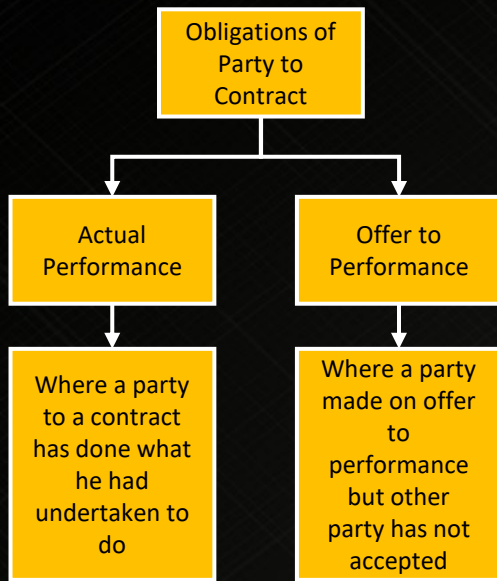 Obligations of
Party to
Contract
Actual
Performance
Offer to
Performance
Where a party
to a contract
has done what
he had
undertaken to
do
Where a party
made on offer
to
performance
but other
party has not
accepted